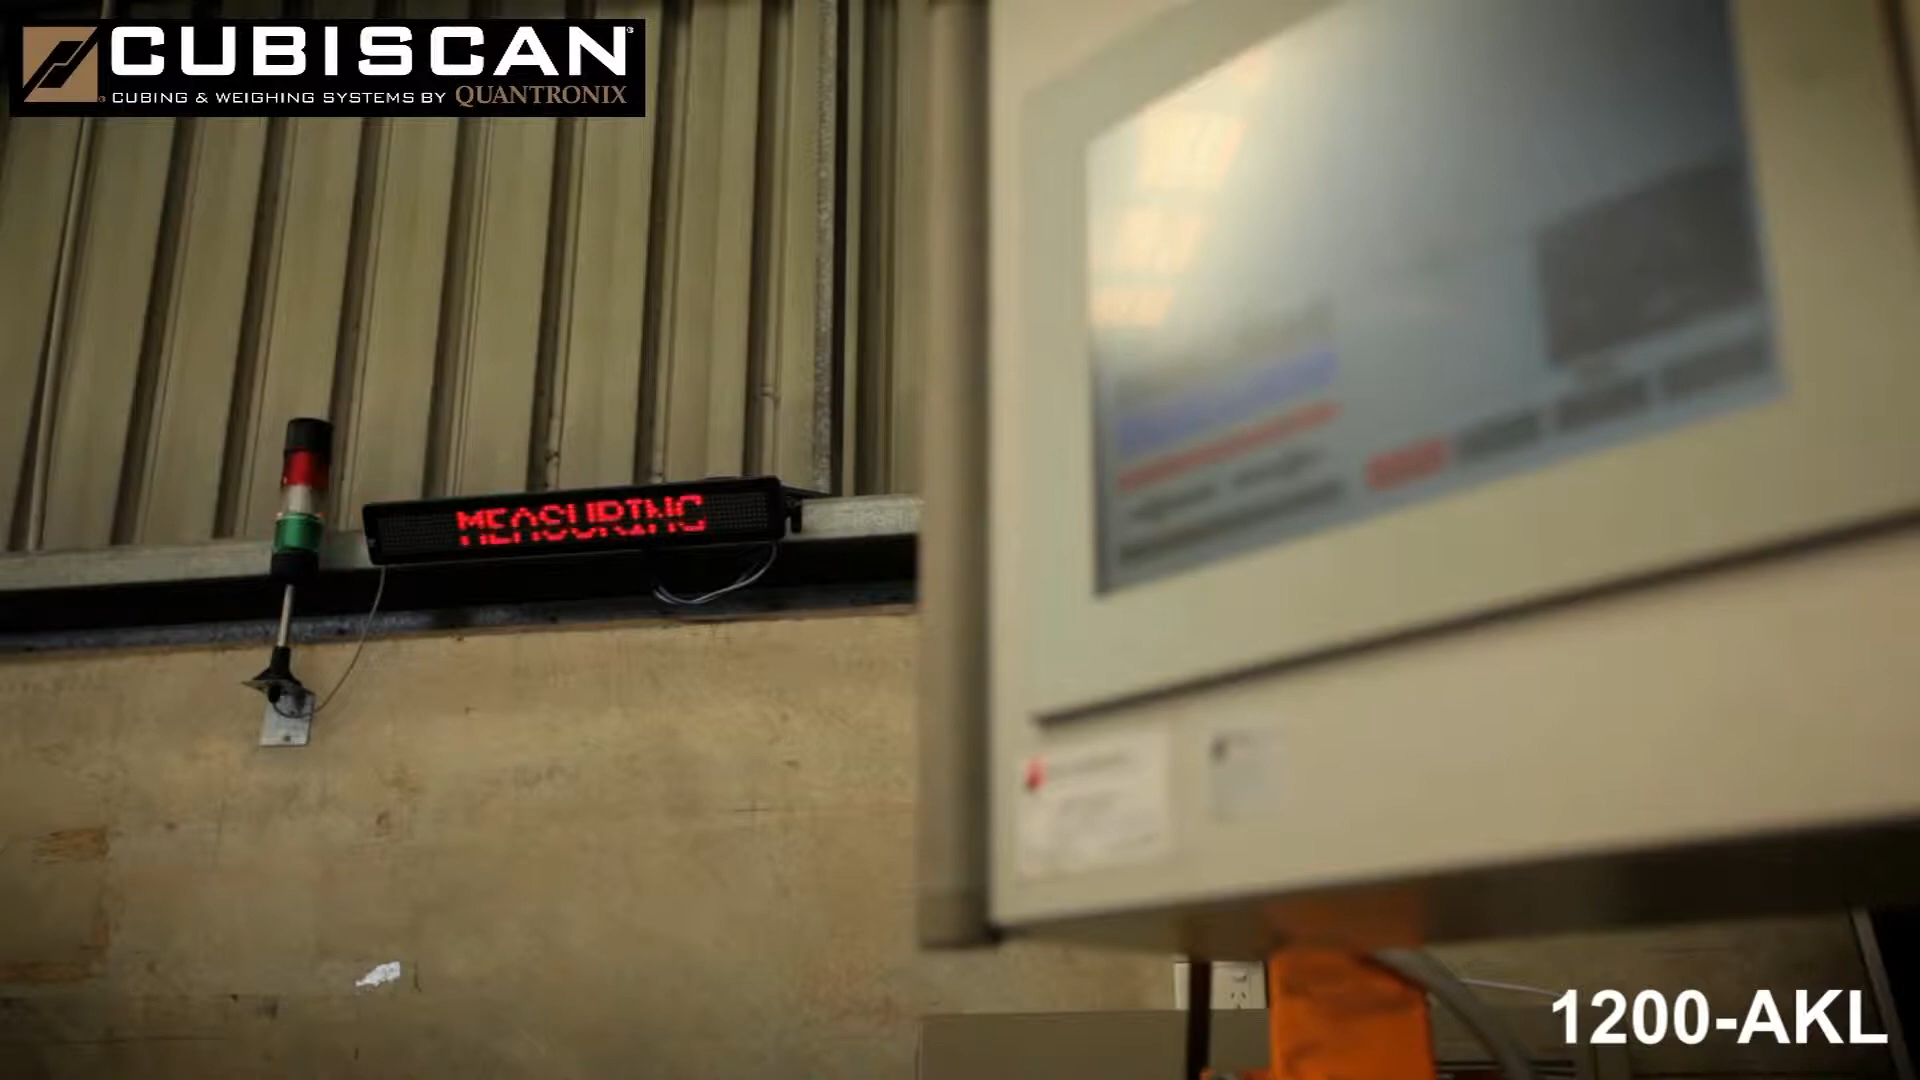 CUBISCAN
CUBING & WEIGHING SYSTEMS BY QUANTRONIX
MEASURING
1200-AKL